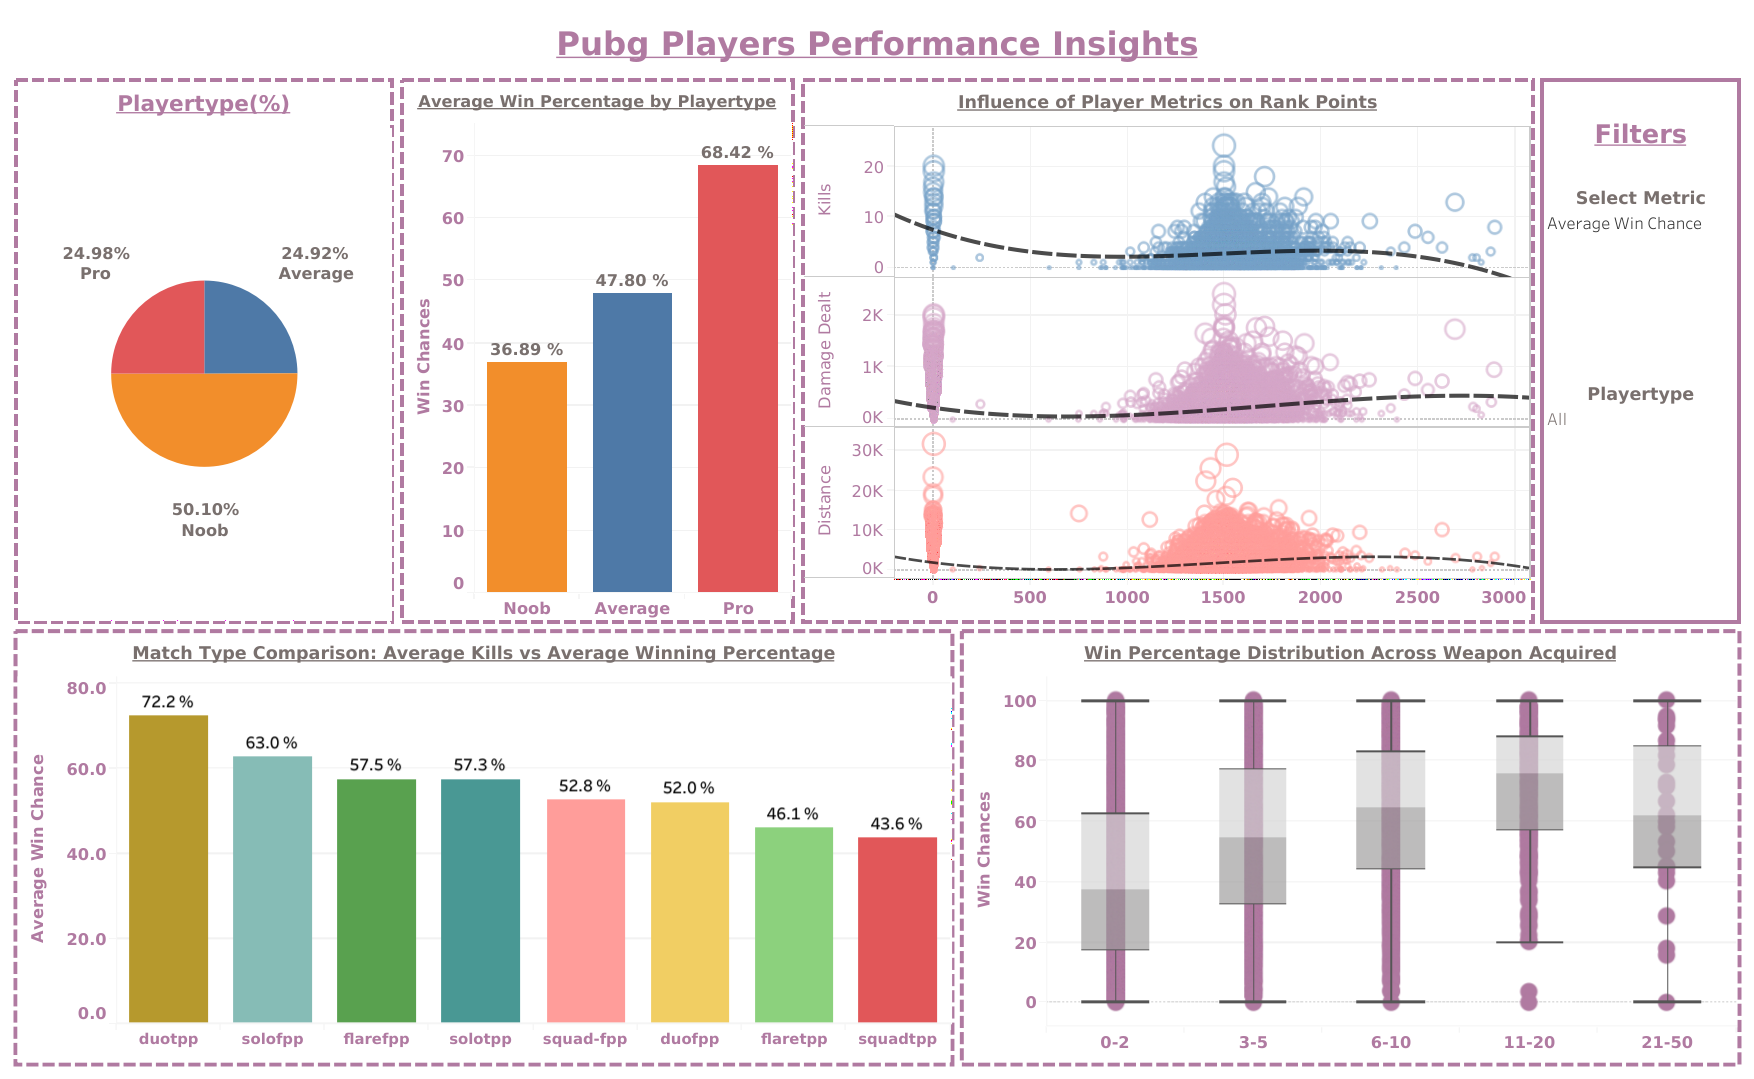 Pubg Players Performance Insights
Playertype(%)
24.98%
Pro
24.92%
Average
50.10%
Noob
Average Win Percentage by Playertype
Win Chances
70
60
50
40
30
20
10
0
36.89 %
47.80 %
68.42 %
Noob
Average
Pro
Influence of Player Metrics on Rank Points
Kills
20
10
0
Damage Dealt
2K
1K
0K
Distance
30K
20K
10K
0K
0
500
1000
1500
2000
2500
3000
Filters
Select Metric
Average Win Chance
Playertype
All
Match Type Comparison: Average Kills vs Average Winning Percentage
Average Win Chance
80.0
60.0
40.0
20.0
0.0
72.2 %
63.0 %
57.5 %
57.3 %
52.8 %
52.0 %
46.1 %
43.6 %
duotpp
solofpp
flarefpp
solotpp
squad-fpp
duofpp
flaretpp
squadtpp
Win Percentage Distribution Across Weapon Acquired
Win Chances
100
80
60
40
20
0
0-2
3-5
6-10
11-20
21-50